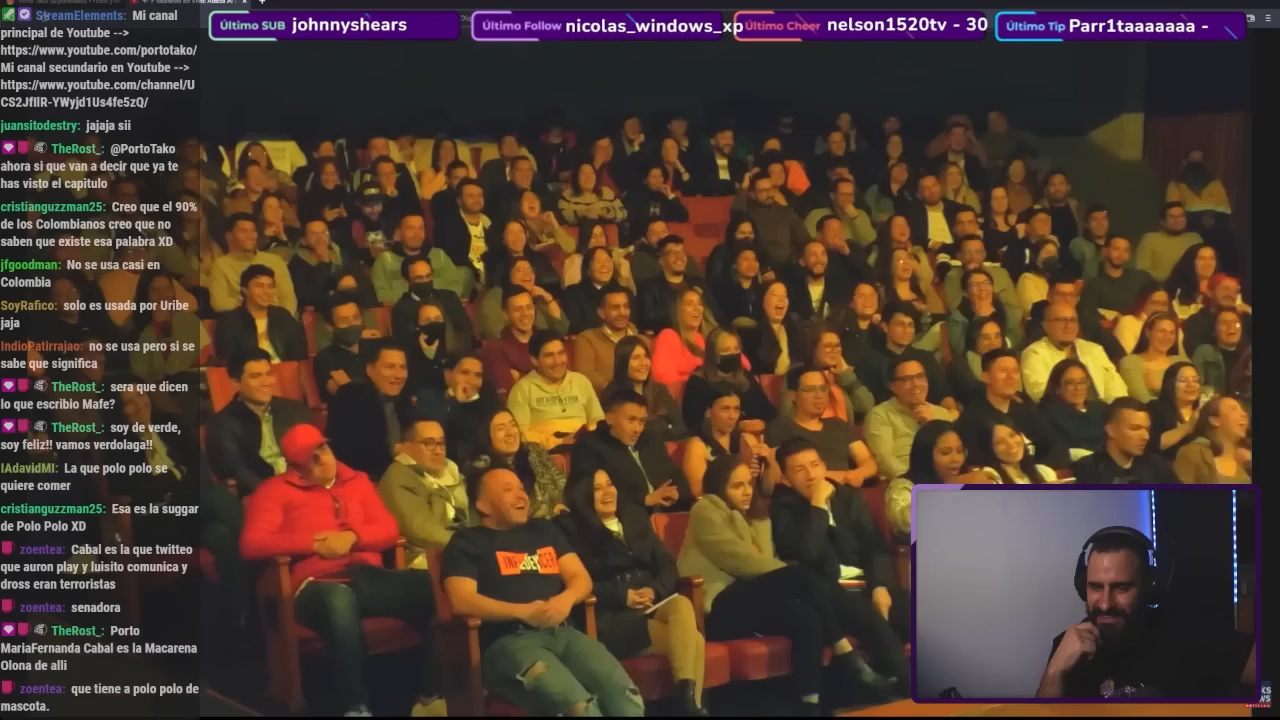 Último SUB johnnyshears
Último Follow nicolas_windows_xp
Último Cheer nelson1520tv - 30
Último Tip Parr1taaaaaaa -
StreamElements: Mi canal
principal de Youtube -->
https://www.youtube.com/portotako/
Mi canal secundario en Youtube -->
https://www.youtube.com/channel/U
CS2JfIlR-YWyjd1Us4fe5zQ/
juansitodestry: jajaja sii
TheRost_: @PortoTako
ahora si que van a decir que ya te
has visto el capitulo
cristianguzzman25: Creo que el 90%
de los Colombianos creo que no
saben que existe esa palabra XD
jfgoodman: No se usa casi en
Colombia
SoyRafico: solo es usada por Uribe
jaja
IndioPatirrajao: no se usa pero si se
sabe que significa
TheRost_: sera que dicen
lo que escribio Mafe?
TheRost_: soy de verde,
soy feliz!! vamos verdolaga!!
IAdavidMI: La que polo polo se
quiere comer
cristianguzzman25: Esa es la suggar
de Polo Polo XD
zoentea: Cabal es la que twitteo
que auron play y luisito comunica y
dross eran terroristas
zoentea: senadora
TheRost_: Porto
MariaFernanda Cabal es la Macarena
Olona de alli
zoentea: que tiene a polo polo de
mascota.
INFLUENCER